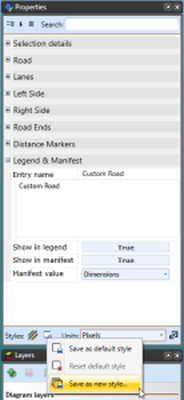 Properties
Search:
Selection details
Road
Lanes
Left Side
Right Side
Road Ends
Distance Markers
Legend & Manifest
Entry name Custom Road
Custom Road
Show in legend True
Show in manifest True
Manifest value Dimensions
Styles: Units: Pixels
Save as default style
Reset default style
Save as new style...
Layers
Diagram layers